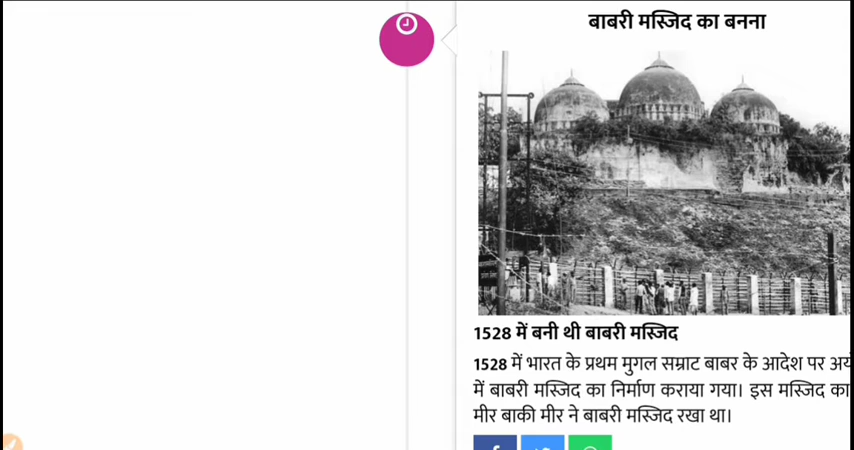 बाबरी मस्जिद का बनना
1528 में बनी थी बाबरी मस्जिद
1528 में भारत के प्रथम मुगल सम्राट बाबर के आदेश पर
में बाबरी मस्जिद का निर्माण कराया गया। इस मस्जिद का
मीर बाकी मीर ने बाबरी मस्जिद रखा था।